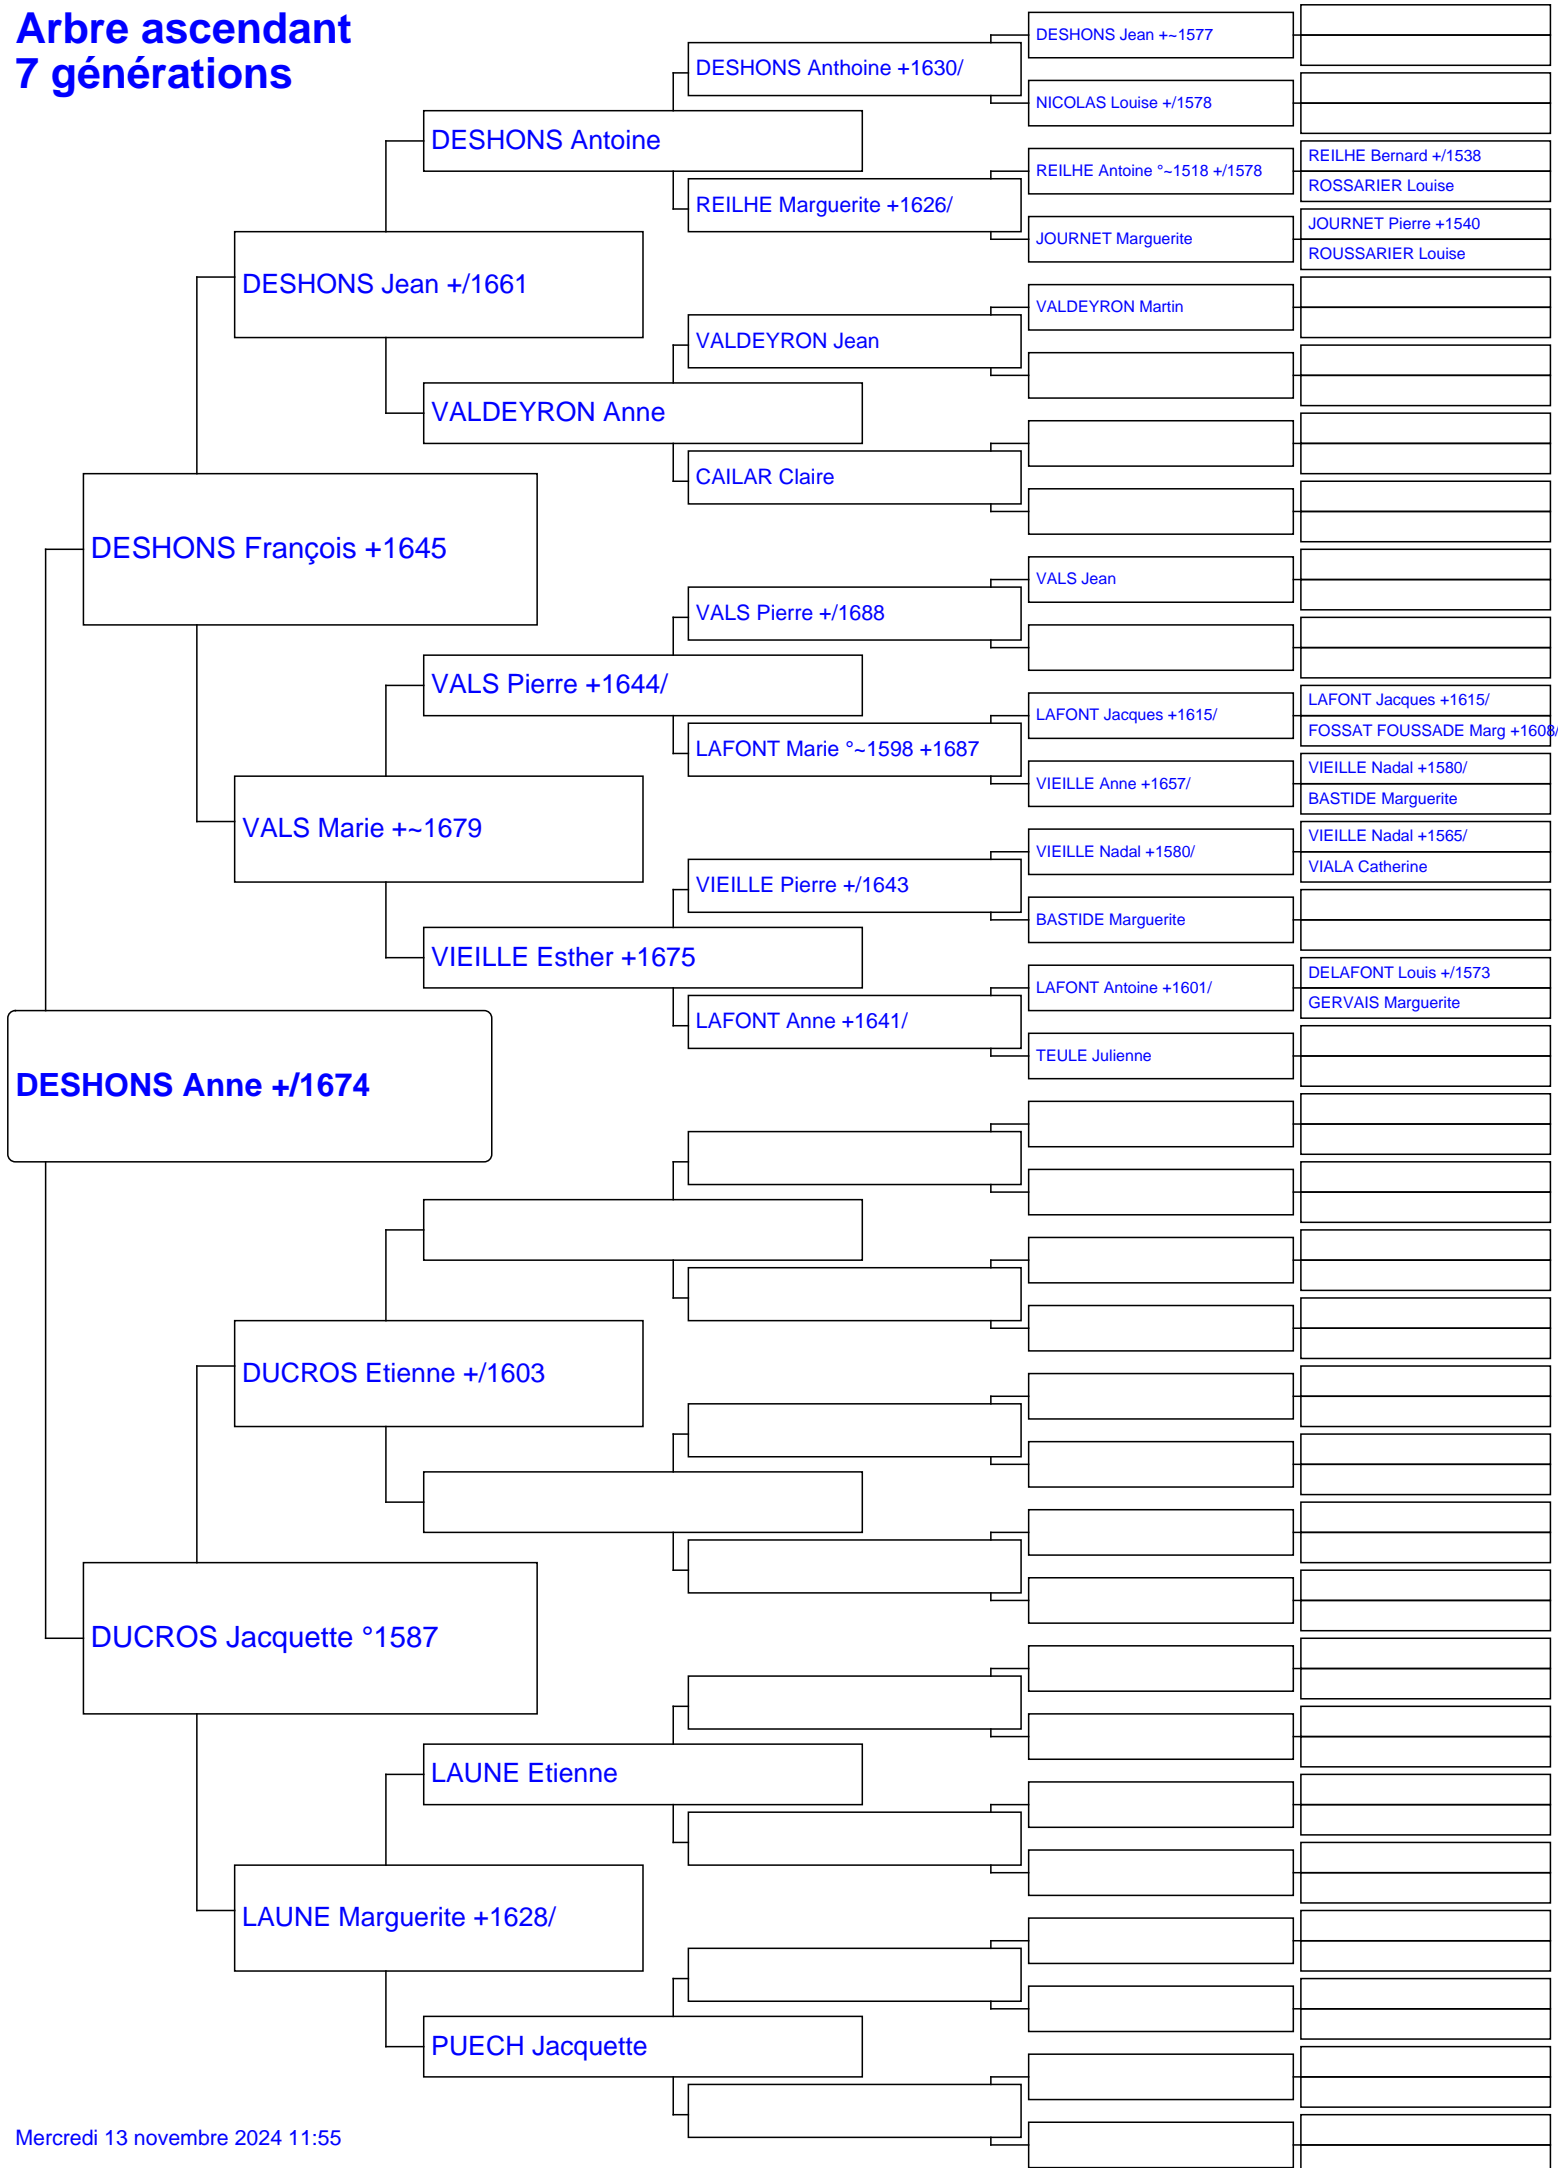 Arbre ascendant
7 générations
DESHONS Anne +/1674
DESHONS François +1645
DUCROS Jacquette °1587
DESHONS Jean +/1661
VALS Marie +~1679
DUCROS Etienne +/1603
LAUNE Marguerite +1628/
DESHONS Antoine
VALDEYRON Anne
VALS Pierre +1644/
VIEILLE Esther +1675
LAUNE Etienne
PUECH Jacquette
DESHONS Anthoine +1630/
REILHE Marguerite +1626/
VALDEYRON Jean
CAILAR Claire
VALS Pierre +/1688
LAFONT Marie °~1598 +1687
VIEILLE Pierre +/1643
LAFONT Anne +1641/
DESHONS Jean +~1577
NICOLAS Louise +/1578
REILHE Antoine °~1518 +/1578
JOURNET Marguerite
VALDEYRON Martin
VALS Jean
LAFONT Jacques +1615/
VIEILLE Anne +1657/
VIEILLE Nadal +1580/
BASTIDE Marguerite
LAFONT Antoine +1601/
TEULE Julienne
REILHE Bernard +/1538
ROSSARIER Louise
JOURNET Pierre +1540
ROUSSARIER Louise
LAFONT Jacques +1615/
FOSSAT FOUSSADE Marg +1608/
VIEILLE Nadal +1580/
BASTIDE Marguerite
VIEILLE Nadal +1565/
VIALA Catherine
DELAFONT Louis +/1573
GERVAIS Marguerite
Mercredi 13 novembre 2024 11:55